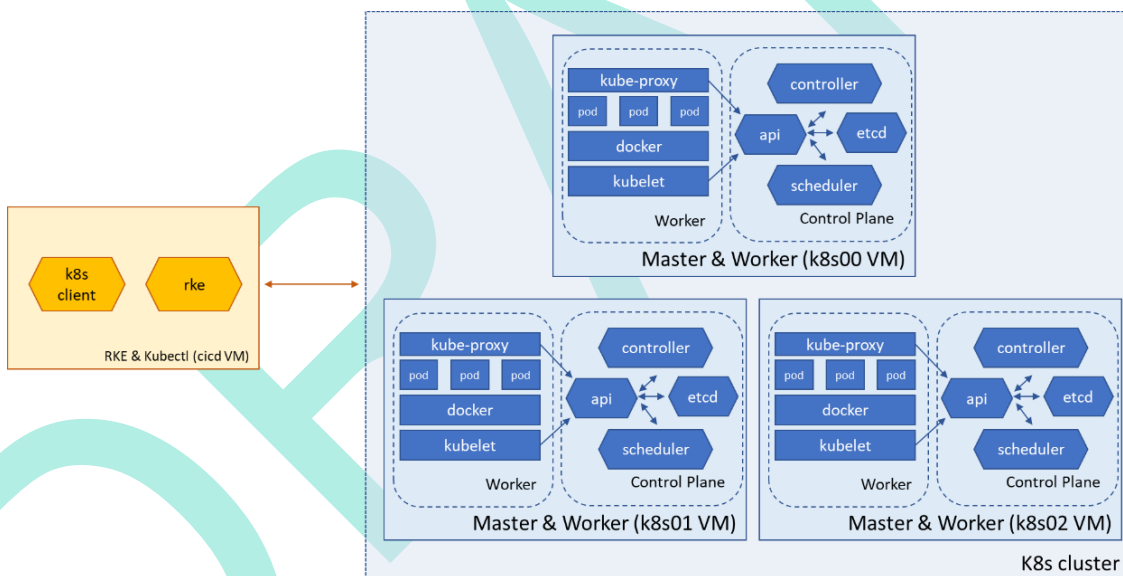 k8s
client
rke
RKE & Kubectl (cicd VM)
kube-proxy
pod pod pod
docker
kubelet
Worker
controller
api
etcd
scheduler
Control Plane
Master & Worker (k8s00 VM)
kube-proxy
pod pod pod
docker
kubelet
Worker
controller
api
etcd
scheduler
Control Plane
Master & Worker (k8s01 VM)
kube-proxy
pod pod pod
docker
kubelet
Worker
controller
api
etcd
scheduler
Control Plane
Master & Worker (k8s02 VM)
K8s cluster